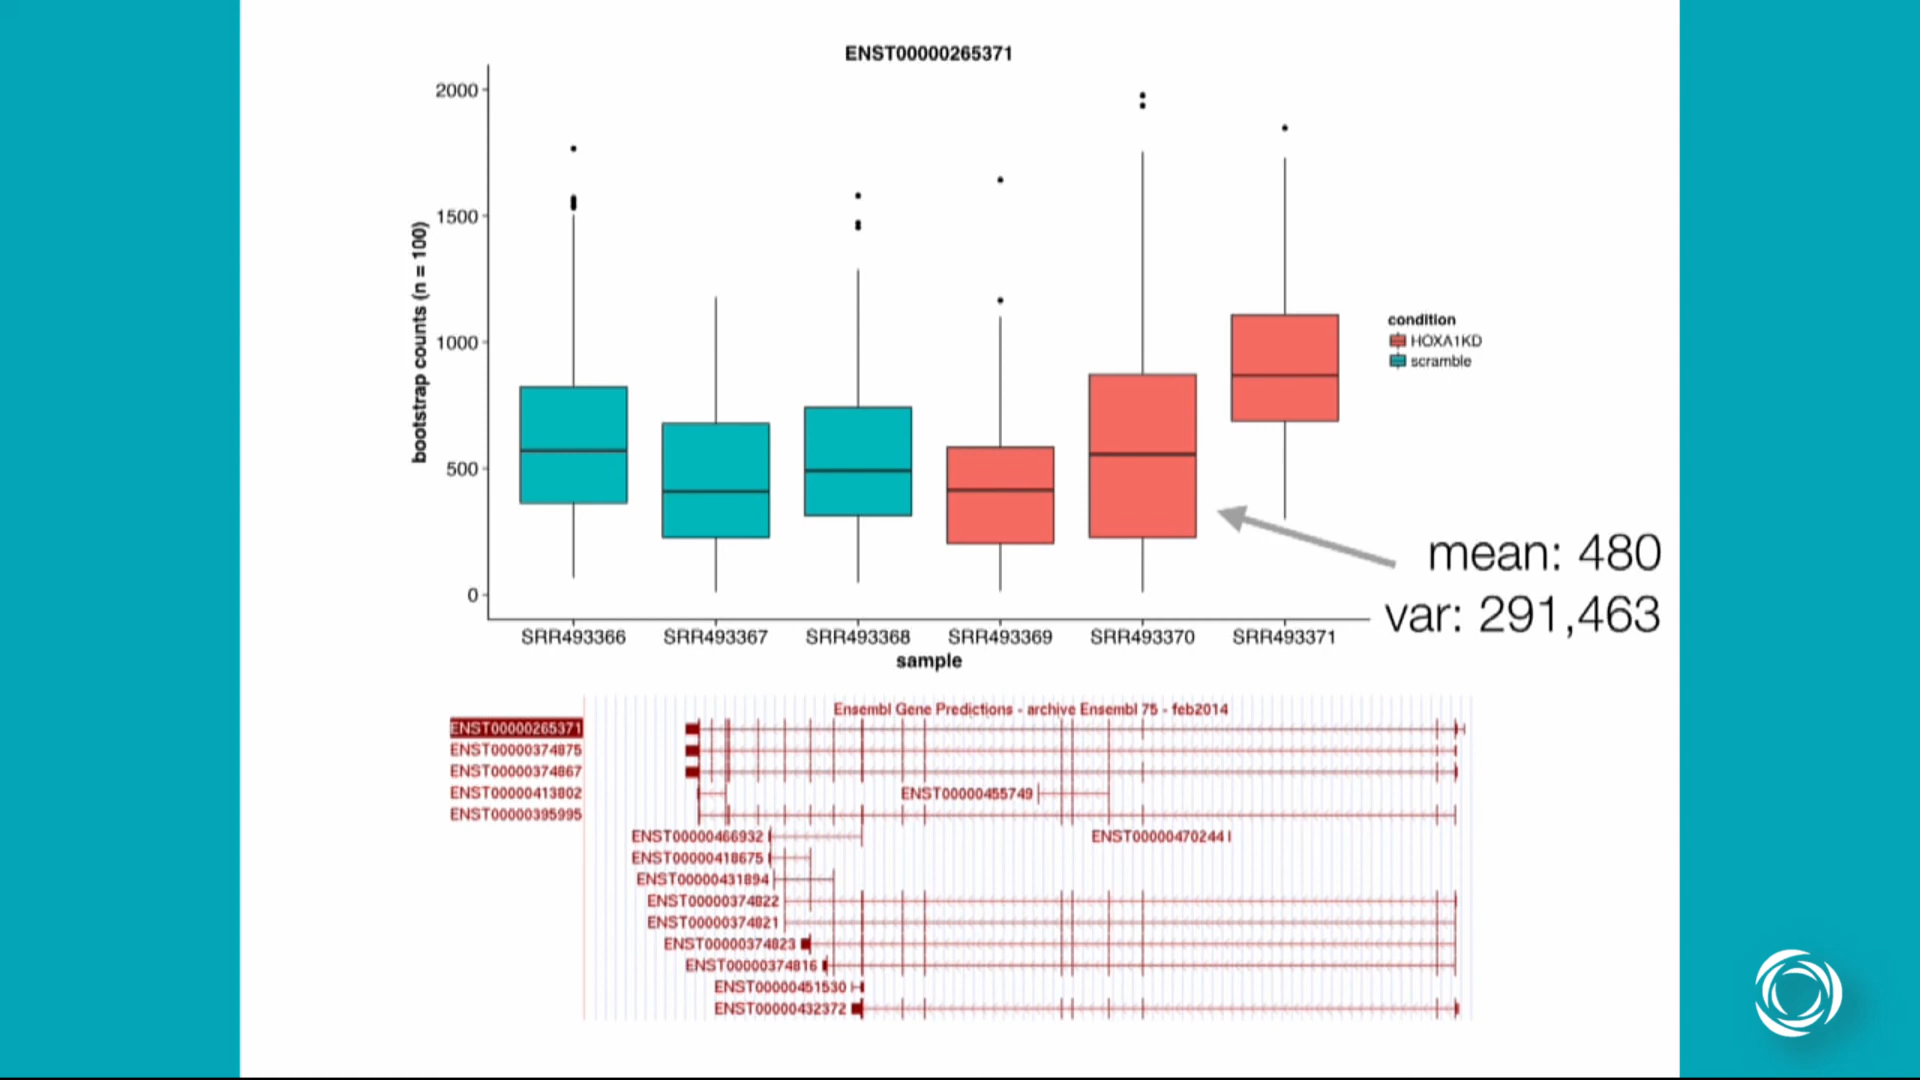 ENST00000265371
2000
1500
1000
500
0
bootstrap counts (n = 100)
SRR493366 SRR493367 SRR493368 SRR493369 SRR493370 SRR493371
sample
condition
HOXA1KD
scramble
mean: 480
var: 291,463
Ensembl Gene Predictions - archive Ensembl 75 - feb2014
ENST00000265371
ENST00000374875
ENST00000374867
ENST00000413802 ENST00000455749
ENST00000395995
ENST00000466932 ENST00000470244
ENST00000418675
ENST00000431894
ENST00000374822
ENST00000374821
ENST00000374823
ENST00000374816
ENST00000451530
ENST00000432372